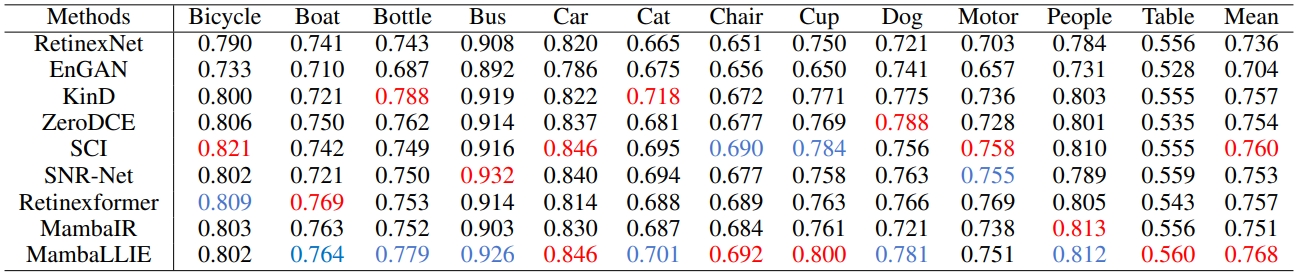 Methods Bicycle Boat Bottle Bus Car Cat Chair Cup Dog Motor People Table Mean
RetinexNet 0.790 0.741 0.743 0.908 0.820 0.665 0.651 0.750 0.721 0.703 0.784 0.556 0.736
EnGAN 0.733 0.710 0.687 0.892 0.786 0.675 0.656 0.650 0.741 0.657 0.731 0.528 0.704
KinD 0.800 0.721 0.788 0.919 0.822 0.718 0.672 0.771 0.775 0.736 0.803 0.555 0.757
ZeroDCE 0.806 0.750 0.762 0.914 0.837 0.681 0.677 0.769 0.788 0.728 0.801 0.535 0.754
SCI 0.821 0.742 0.749 0.916 0.846 0.695 0.690 0.784 0.756 0.758 0.810 0.555 0.760
SNR-Net 0.802 0.721 0.750 0.932 0.840 0.694 0.677 0.758 0.763 0.755 0.789 0.559 0.753
Retinexformer 0.809 0.769 0.753 0.914 0.814 0.688 0.689 0.763 0.766 0.769 0.805 0.543 0.757
MambaIR 0.803 0.763 0.752 0.903 0.830 0.687 0.684 0.761 0.721 0.738 0.813 0.556 0.751
MambaLLIE 0.802 0.764 0.779 0.926 0.846 0.701 0.692 0.800 0.781 0.751 0.812 0.560 0.768